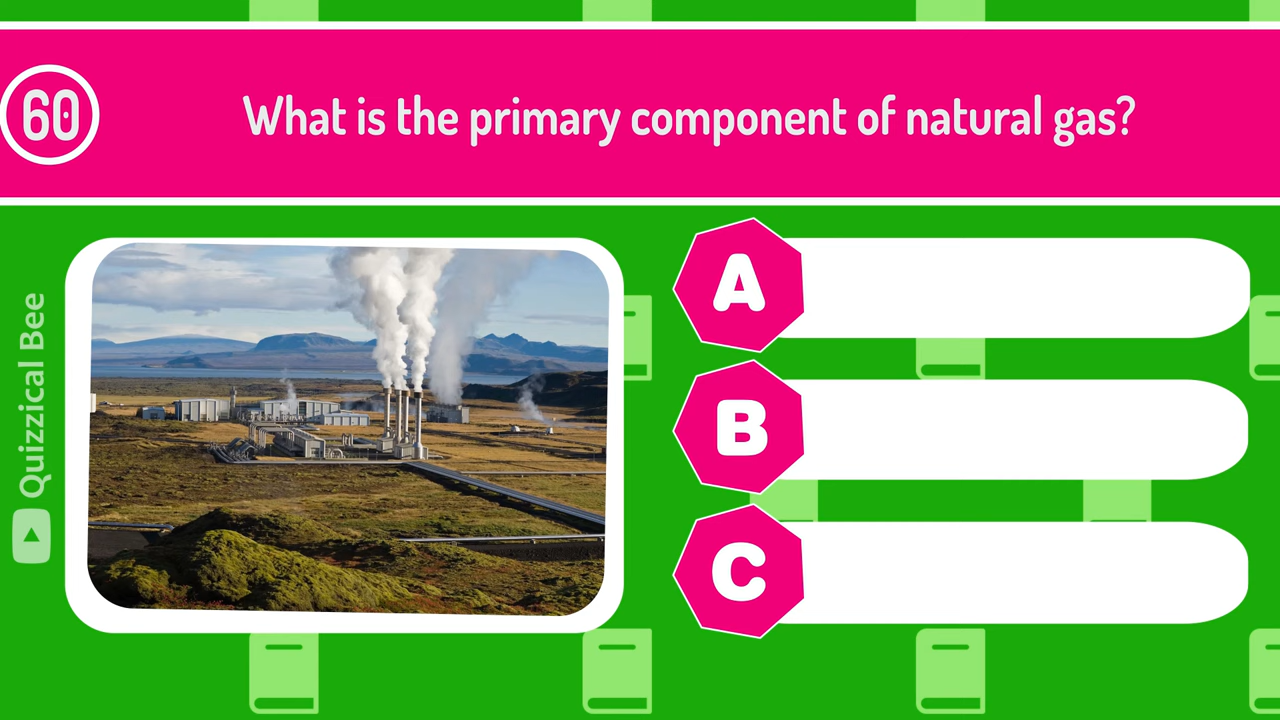 60
What is the primary component of natural gas?
A
B
C
Quizzical Bee